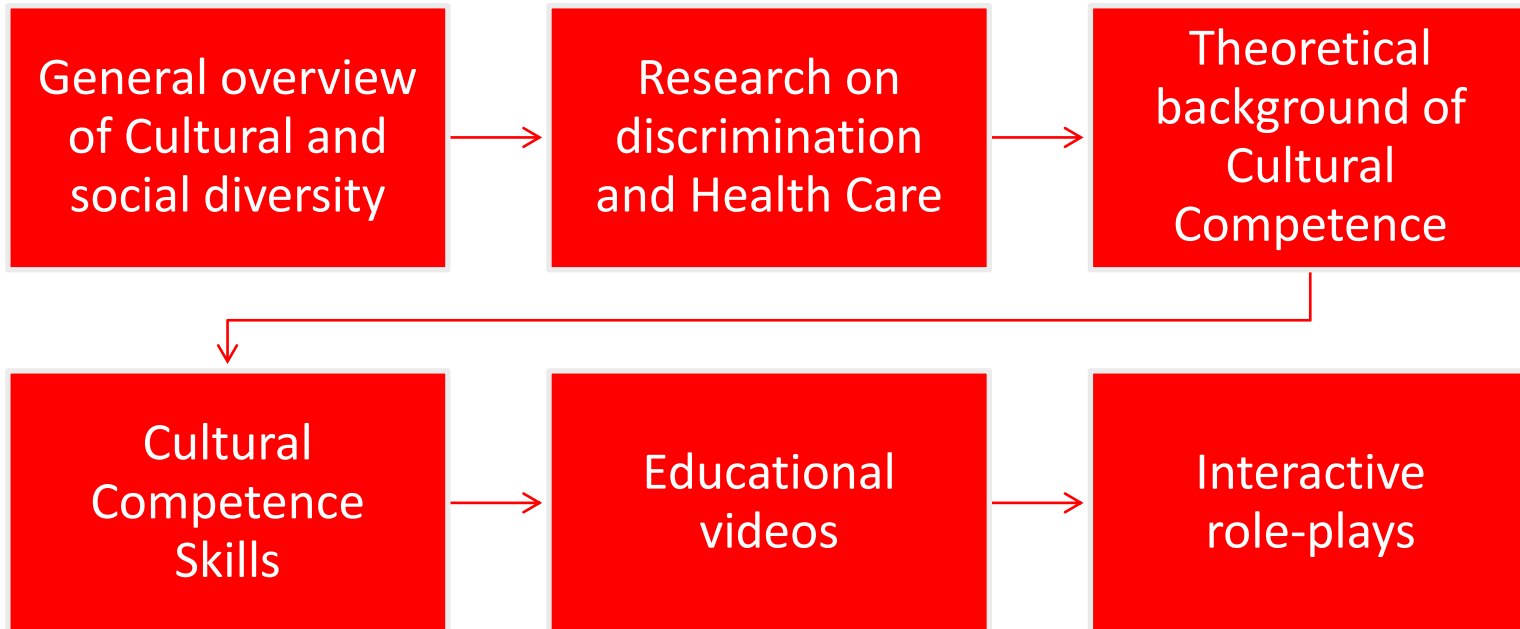 General overview
of Cultural and
social diversity
Research on
discrimination
and Health Care
Theoretical
background of
Cultural
Competence
Cultural
Competence
Skills
Educational
videos
Interactive
role-plays